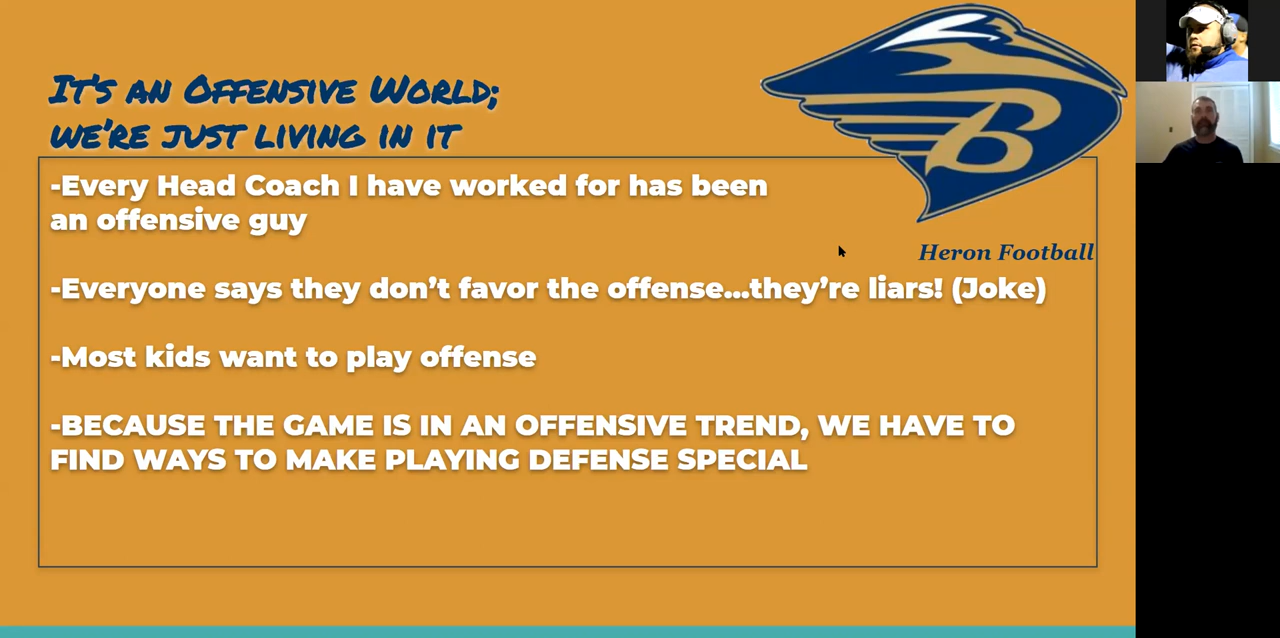 It's an Offensive World;
we're just living in it
-Every Head Coach I have worked for has been
an offensive guy
B
Heron Football
-Everyone says they don't favor the offense...they're liars! (Joke)
-Most kids want to play offense
-BECAUSE THE GAME IS IN AN OFFENSIVE TREND, WE HAVE TO
FIND WAYS TO MAKE PLAYING DEFENSE SPECIAL